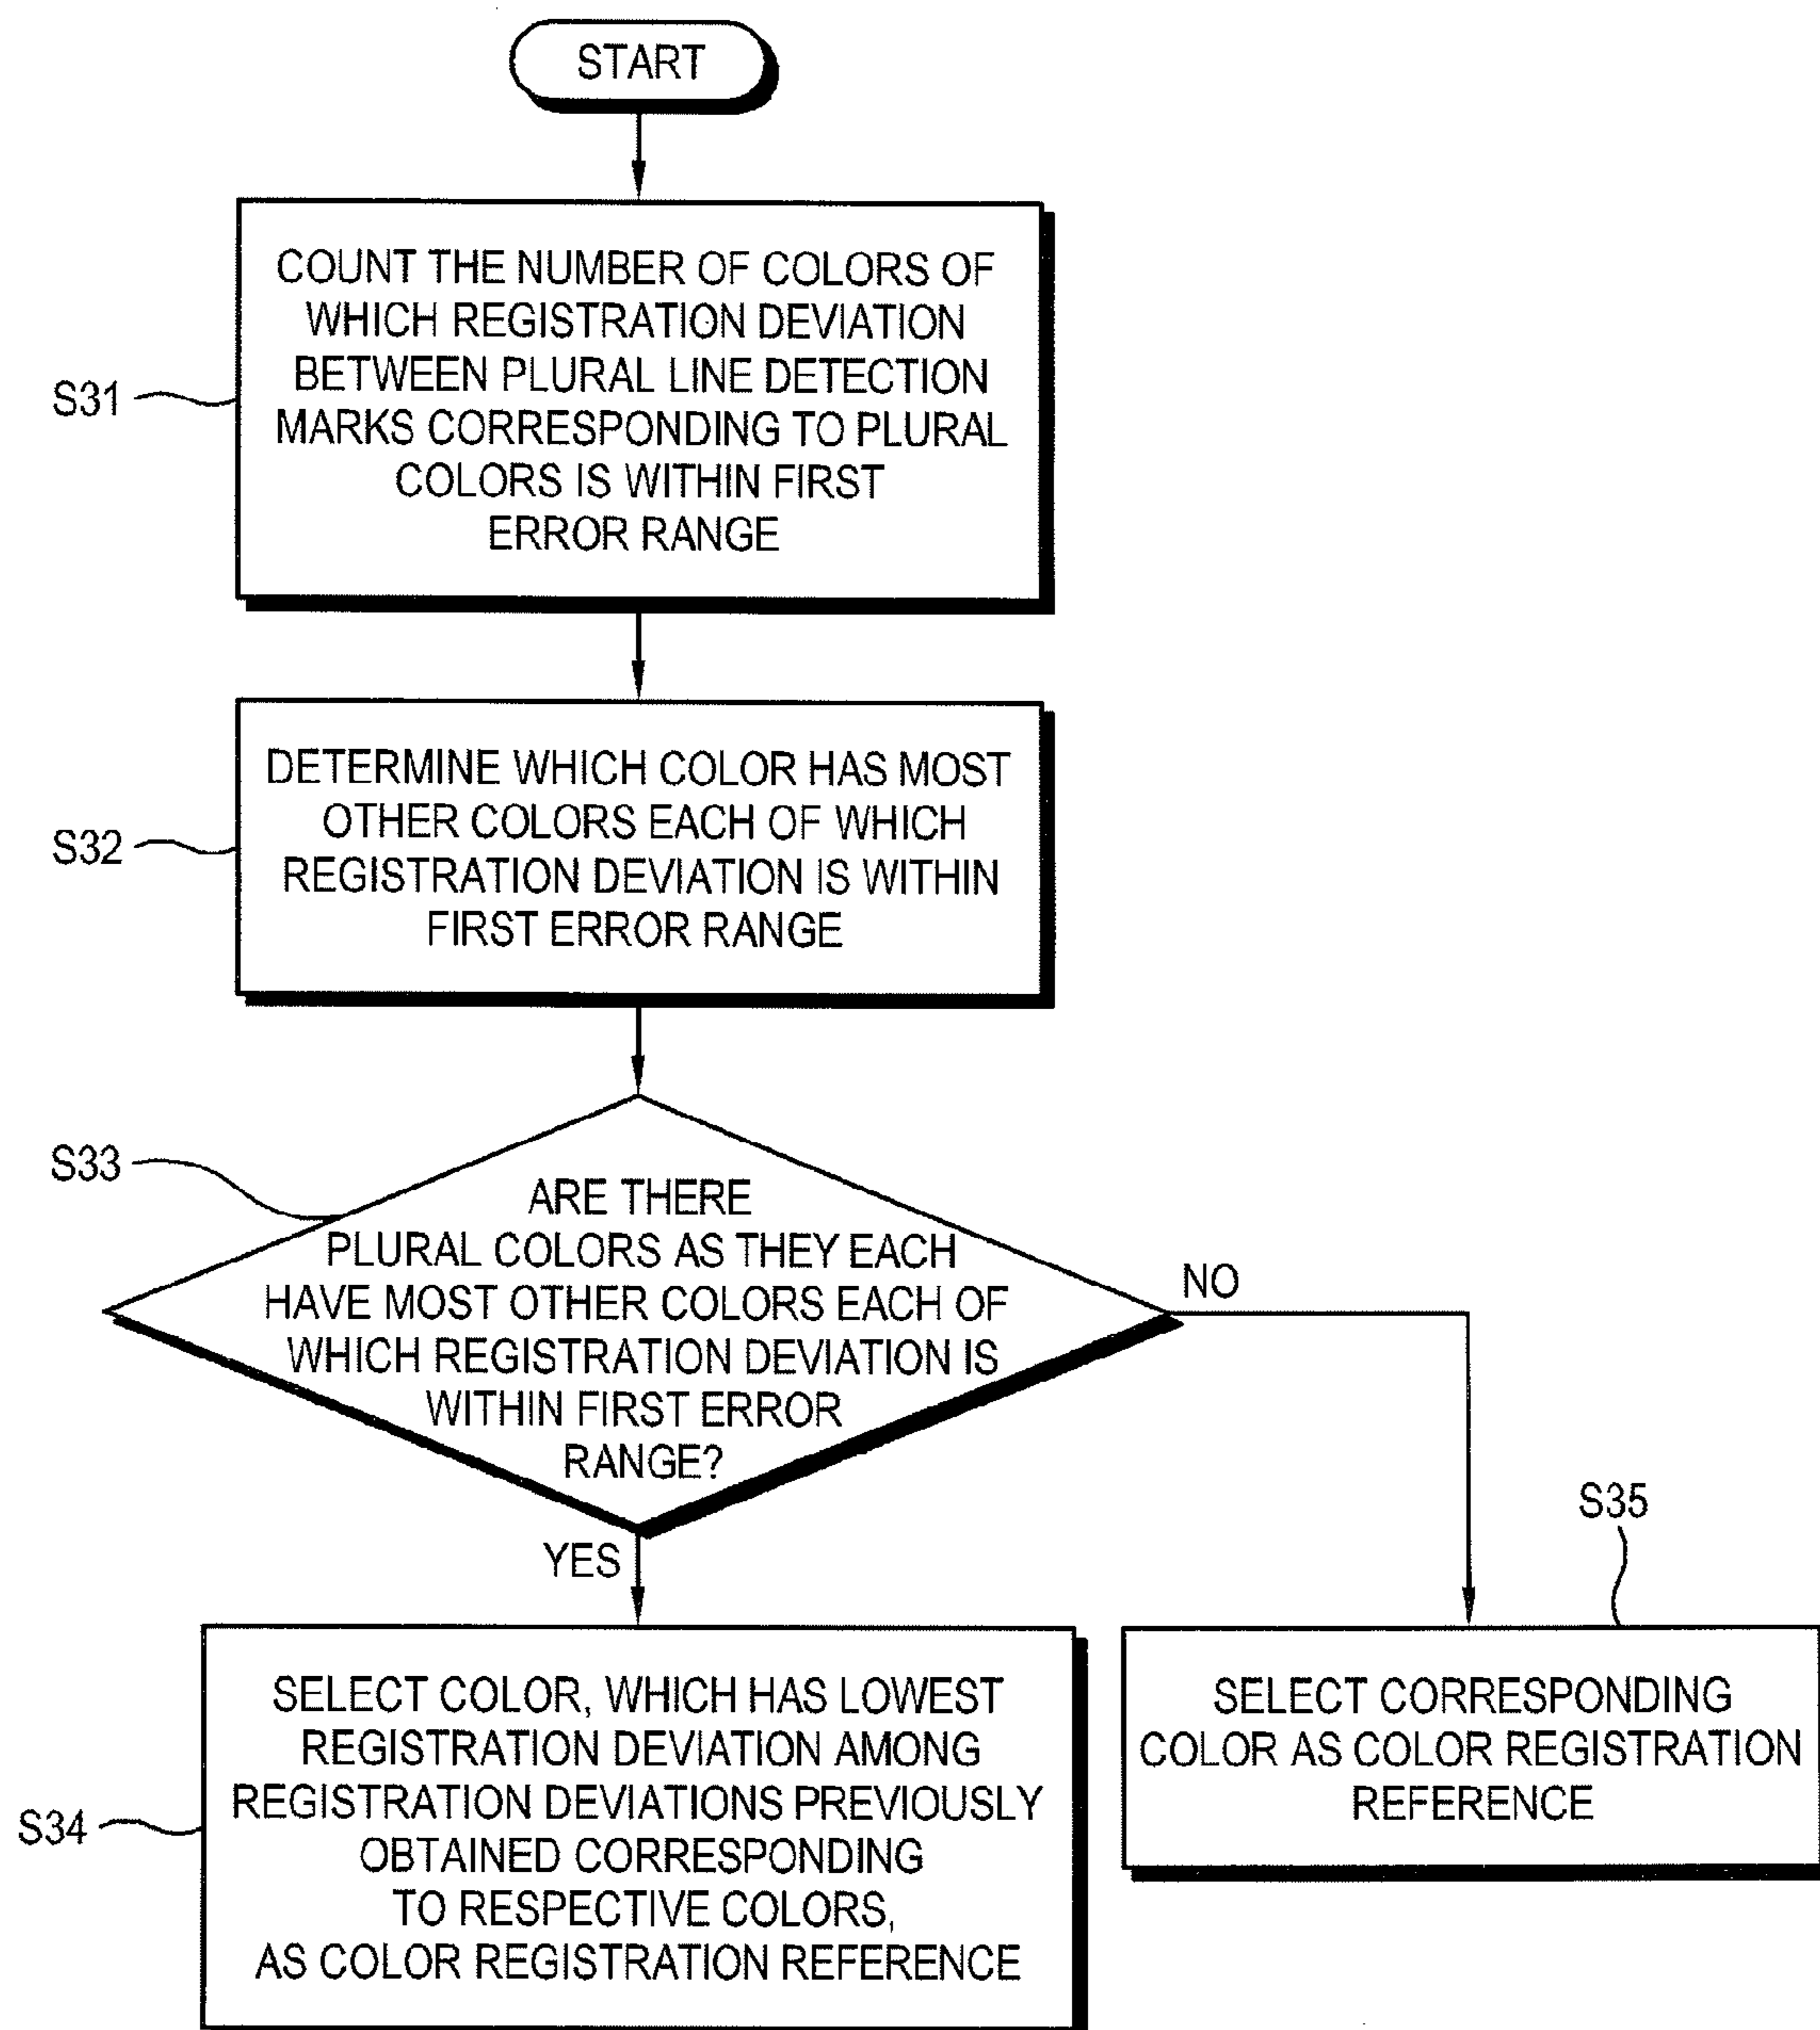 START
S31
COUNT THE NUMBER OF COLORS OF
WHICH REGISTRATION DEVIATION
BETWEEN PLURAL LINE DETECTION
MARKS CORRESPONDING TO PLURAL
COLORS IS WITHIN FIRST
ERROR RANGE
S32
DETERMINE WHICH COLOR HAS MOST
OTHER COLORS EACH OF WHICH
REGISTRATION DEVIATION IS WITHIN
FIRST ERROR RANGE
S33
ARE THERE
PLURAL COLORS AS THEY EACH
HAVE MOST OTHER COLORS EACH OF
WHICH REGISTRATION DEVIATION IS
WITHIN FIRST ERROR
RANGE?
NO
YES
S34
SELECT COLOR, WHICH HAS LOWEST
REGISTRATION DEVIATION AMONG
REGISTRATION DEVIATIONS PREVIOUSLY
OBTAINED CORRESPONDING
TO RESPECTIVE COLORS,
AS COLOR REGISTRATION REFERENCE
S35
SELECT CORRESPONDING
COLOR AS COLOR REGISTRATION
REFERENCE